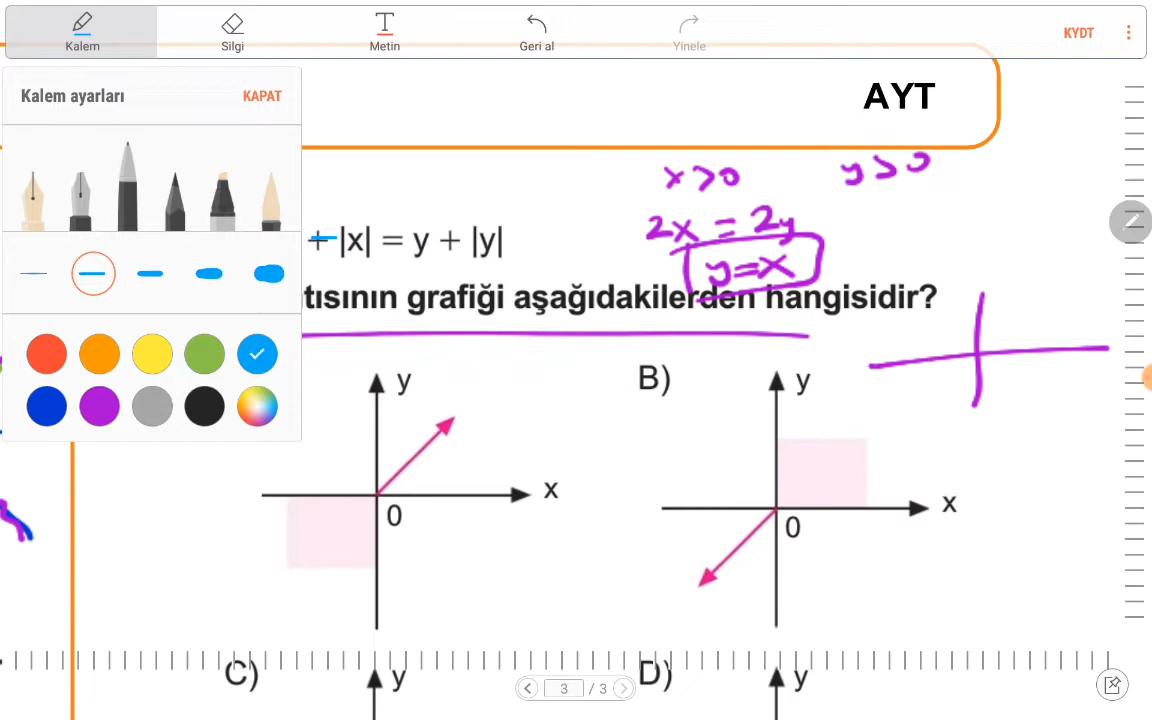 Kalem
Silgi
Metin
Geri al
Yinele
KYDT
Kalem ayarları
KAPAT
AYT
x>0 y>0
2x = 2y
+ |x| = y + |y|
y=x
tısının grafiği aşağıdakilerden hangisidir?
y
x
0
B)
y
x
0
C)
y
D)
y
3 / 3